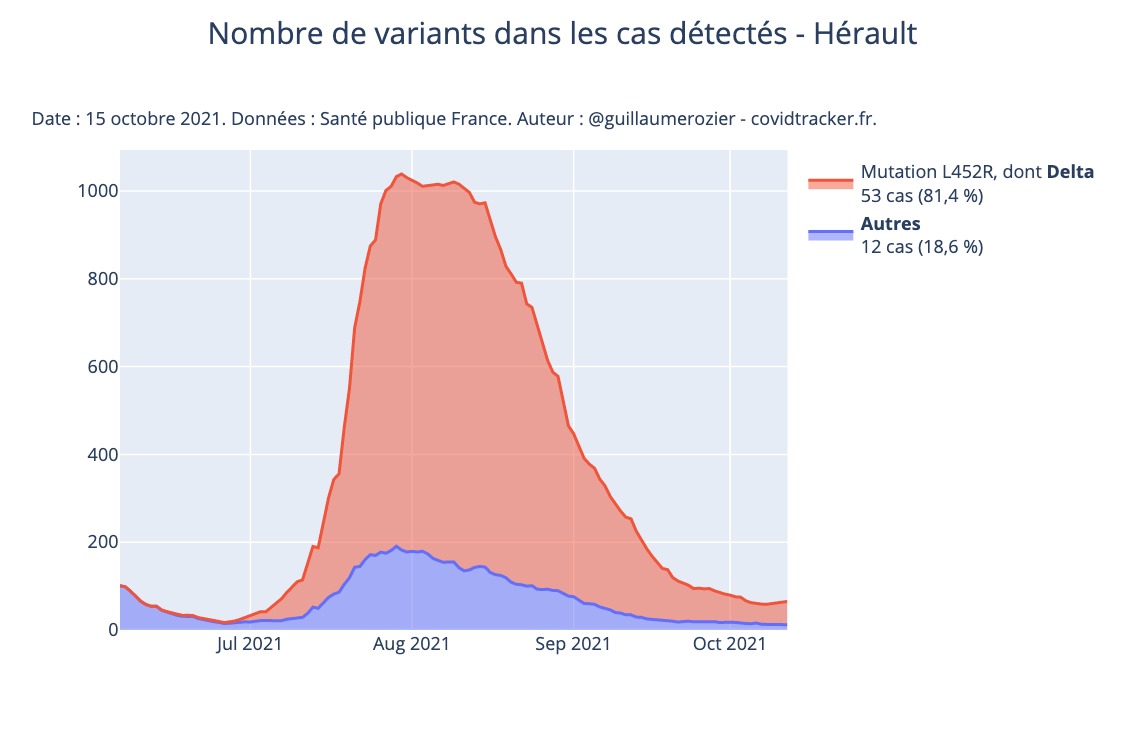 Nombre de variants dans les cas détectés - Hérault
Date : 15 octobre 2021. Données : Santé publique France. Auteur : @guillaumerozier - covidtracker.fr.
Mutation L452R, dont Delta
53 cas (81,4 %)
Autres
12 cas (18,6 %)
1000
800
600
400
200
0
Jul 2021
Aug 2021
Sep 2021
Oct 2021